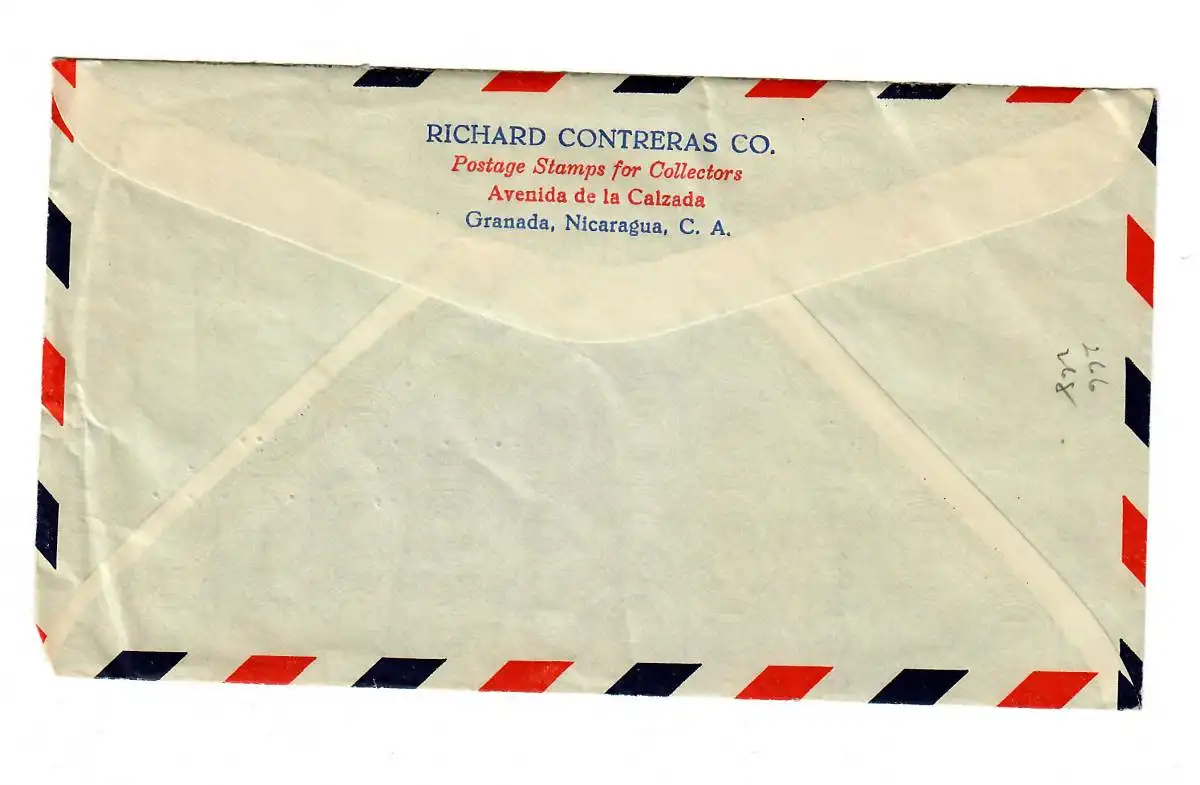 RICHARD CONTRERAS CO.
Postage Stamps for Collectors
Avenida de la Calzada
Granada, Nicaragua, C. A.